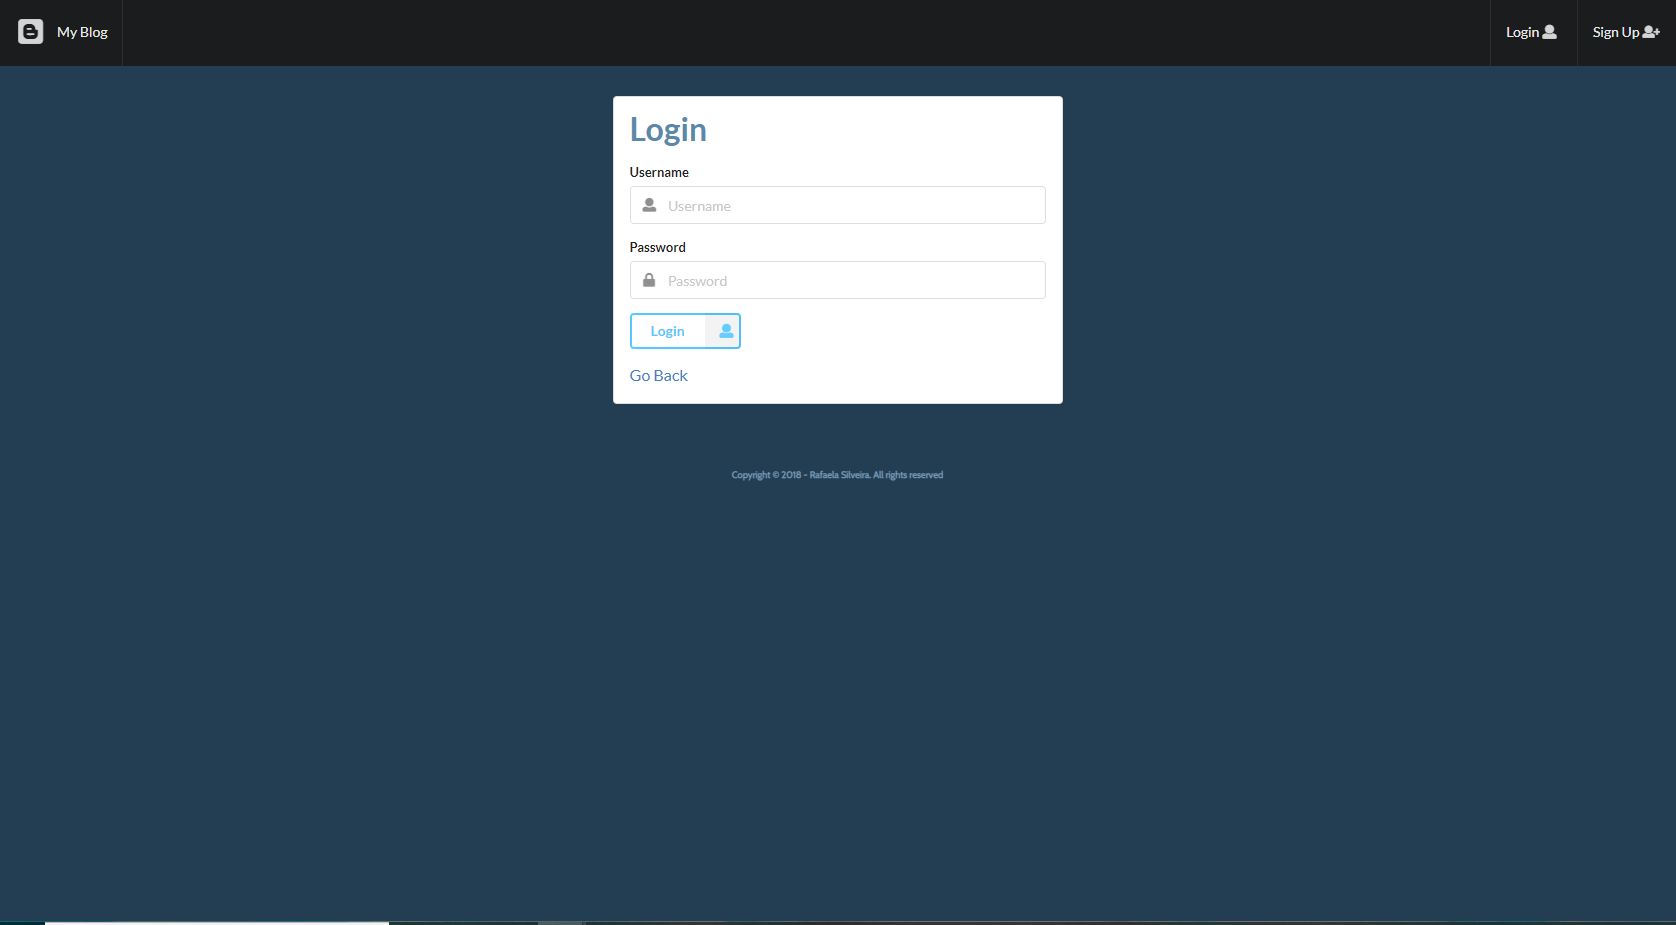 My Blog
Login
Sign Up
Login
Username
Username
Password
Password
Login
Go Back
Copyright © 2018 - Rafaela Silveira. All rights reserved